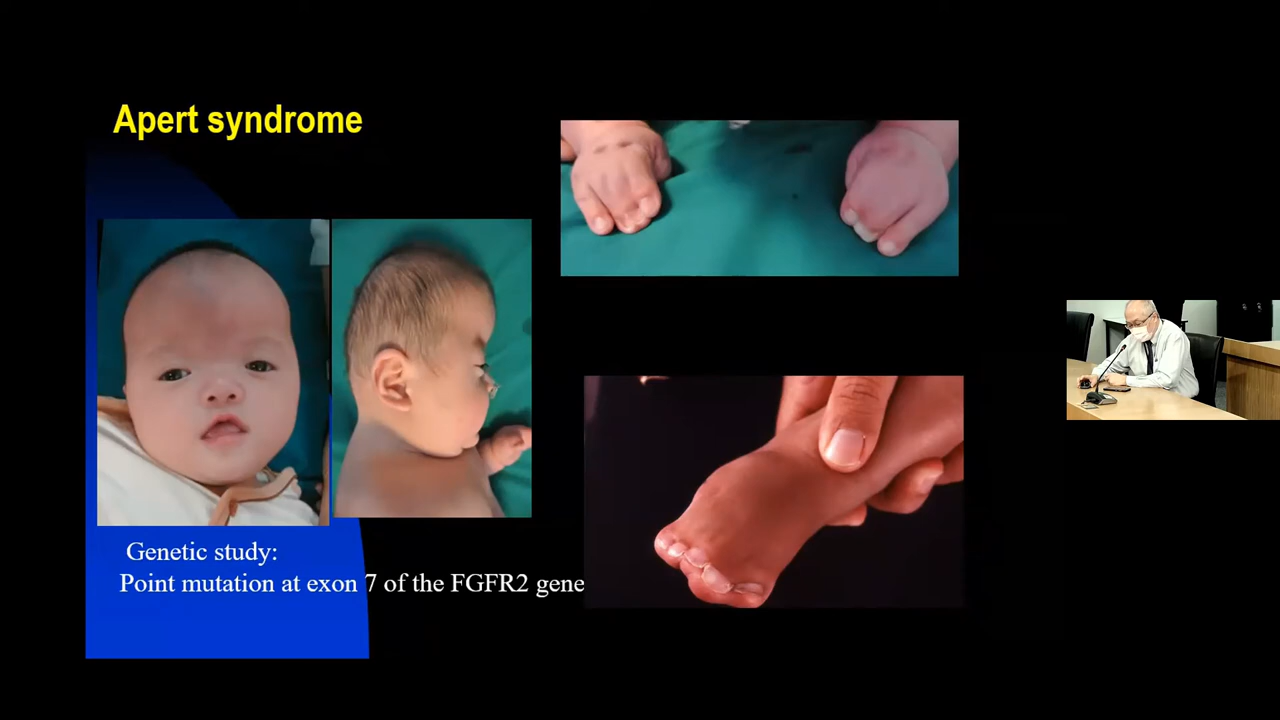 Apert syndrome
Genetic study:
Point mutation at exon 7 of the FGFR2 gene